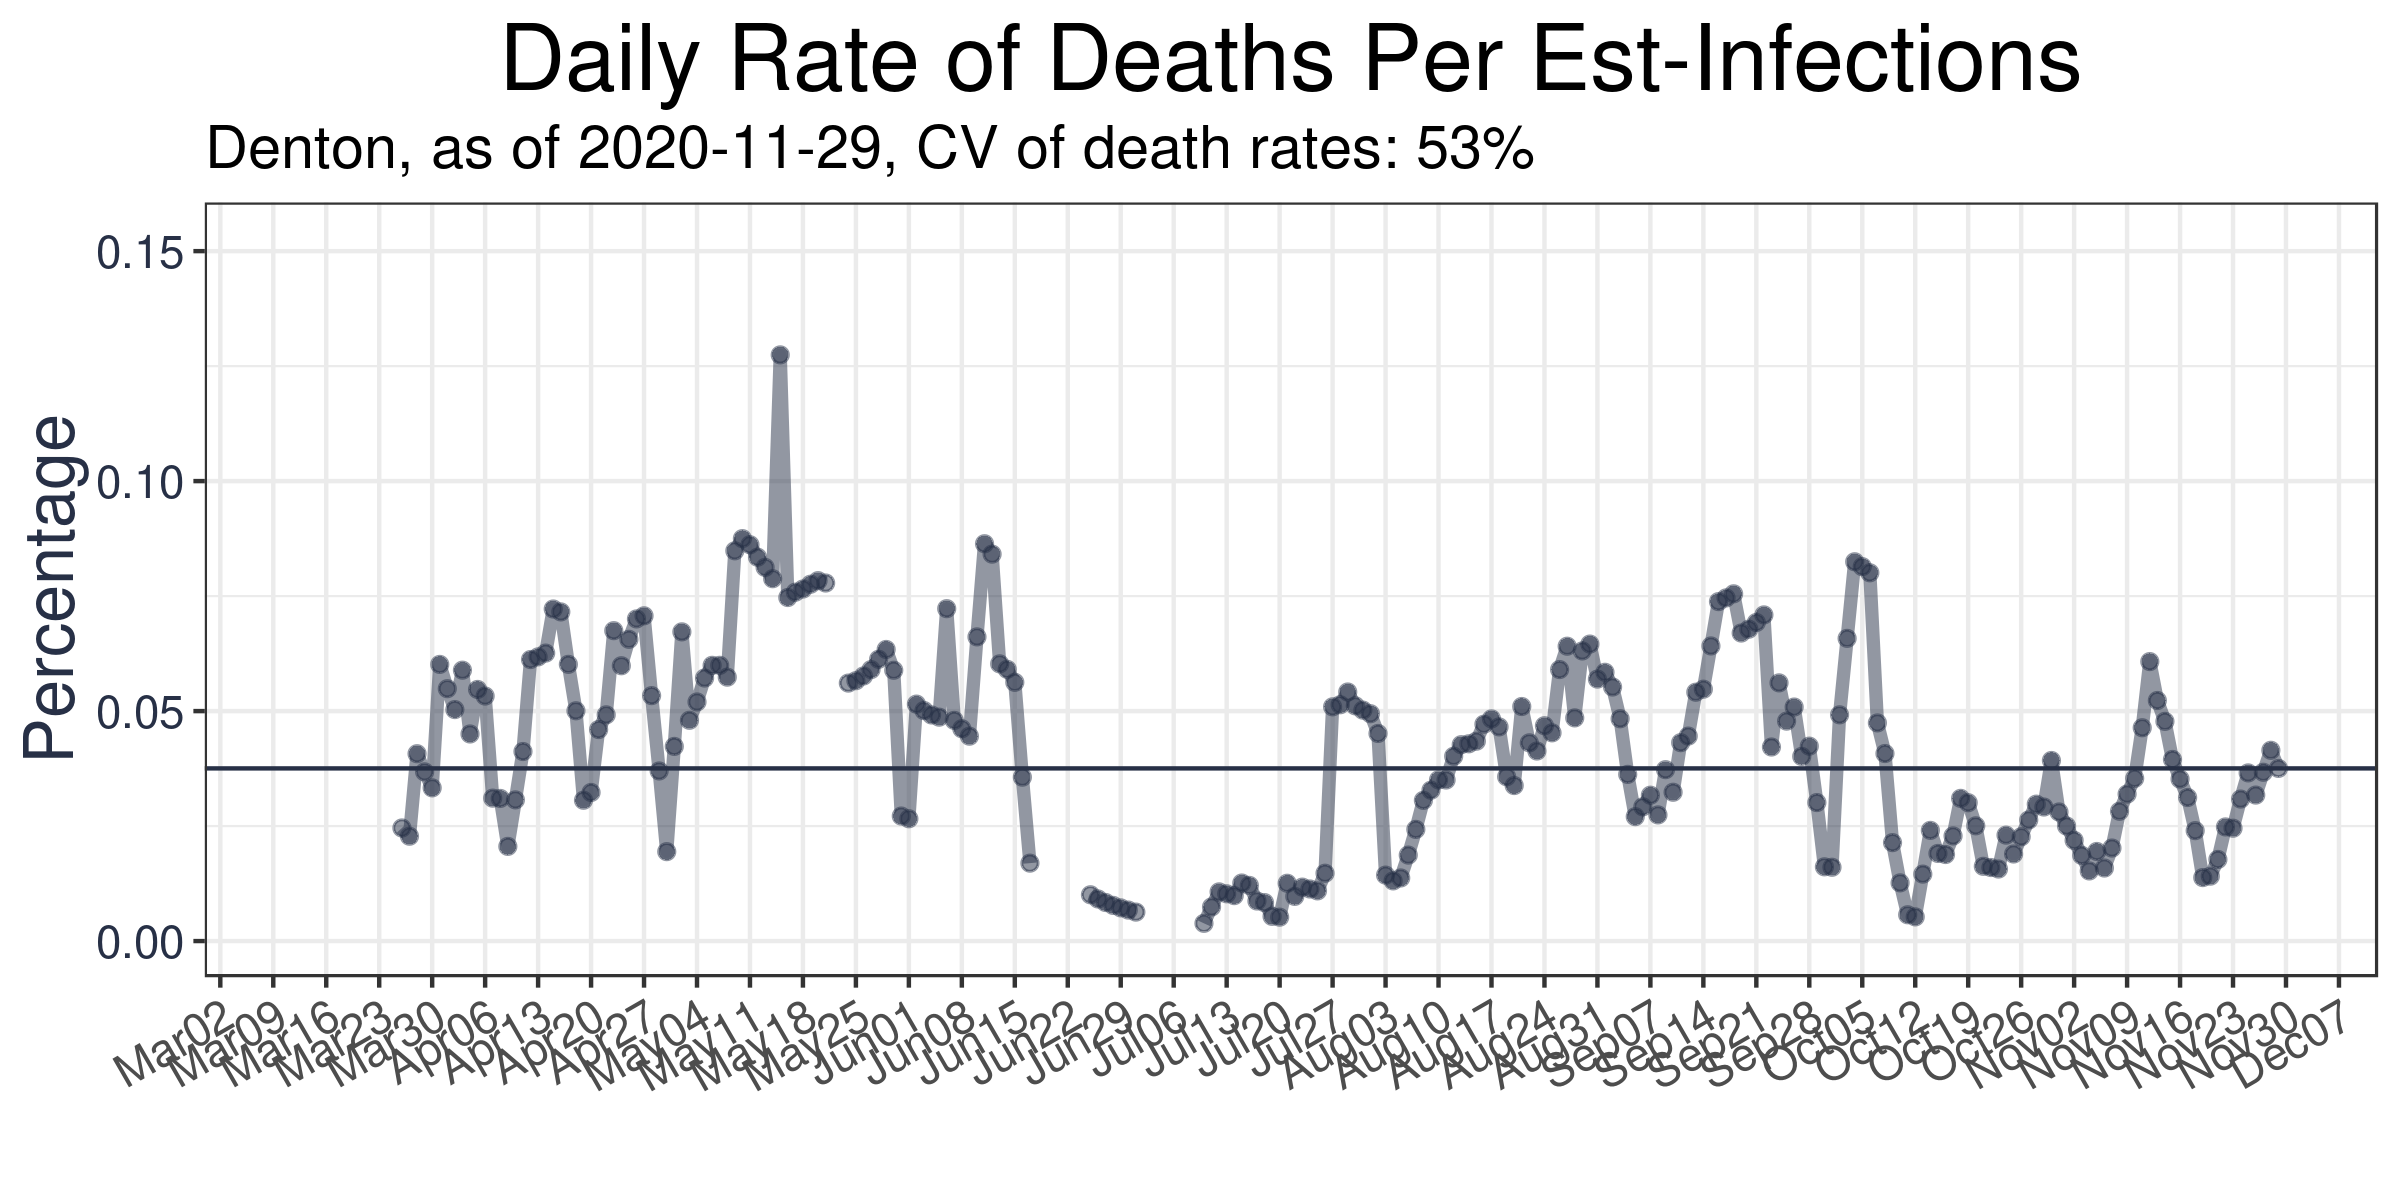 Daily Rate of Deaths Per Est-Infections
Denton, as of 2020-11-29, CV of death rates: 53%
Percentage
0.15
0.10
0.05
0.00
Mar02
Mar09
Mar16
Mar23
Mar30
Apr06
Apr13
Apr20
Apr27
May04
May11
May18
May25
Jun01
Jun08
Jun15
Jun22
Jun29
Jul06
Jul13
Jul20
Jul27
Aug03
Aug10
Aug17
Aug24
Aug31
Sep07
Sep14
Sep21
Sep28
Oct05
Oct12
Oct19
Oct26
Nov02
Nov09
Nov16
Nov23
Nov30
Dec07